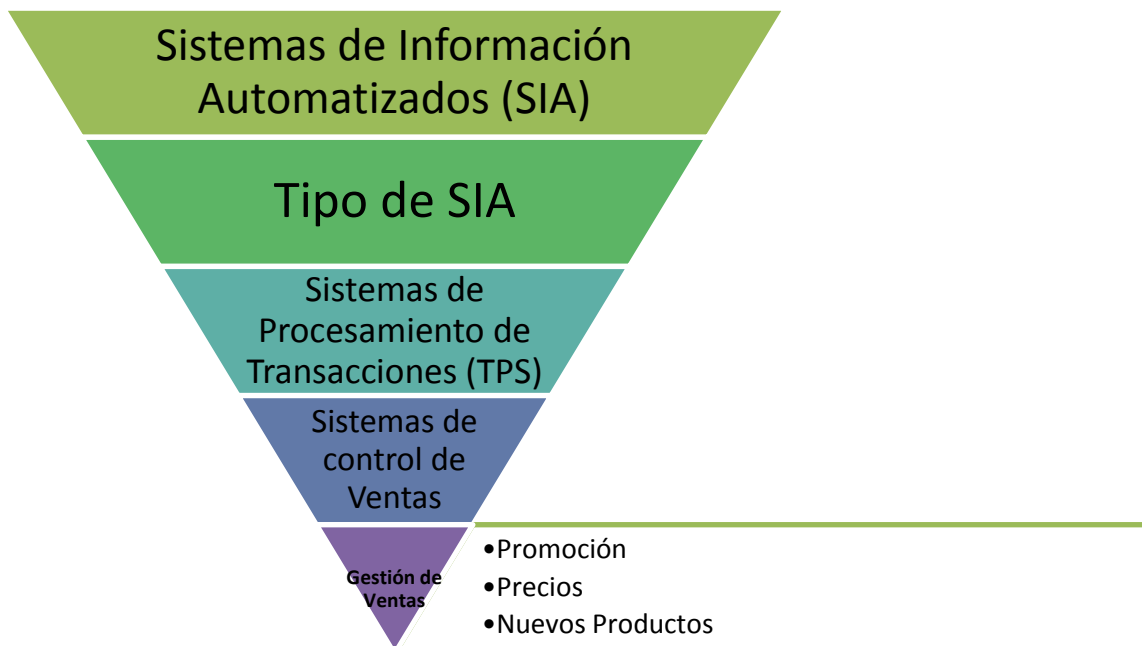 Sistemas de Información
Automatizados (SIA)
Tipo de SIA
Sistemas de
Procesamiento de
Transacciones (TPS)
Sistemas de
control de
Ventas
Gestión de
Ventas
•Promoción
•Precios
•Nuevos Productos